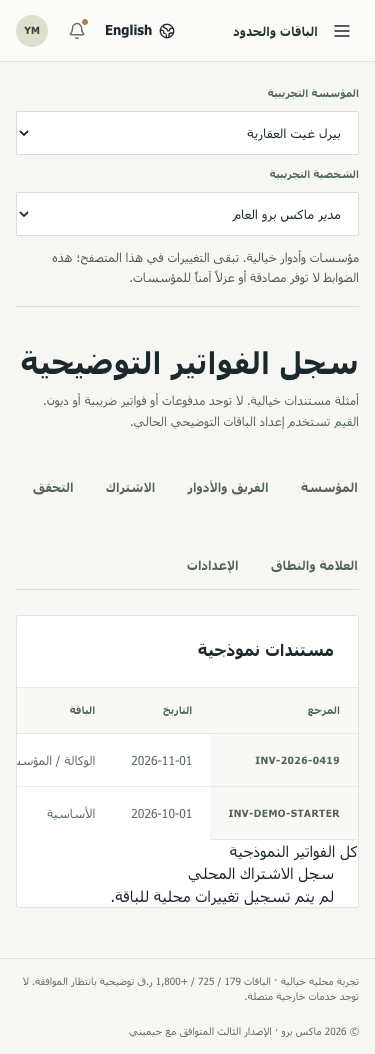 الباقات والحدود
English
YM
المؤسسة التجريبية
بيرل غيت العقارية
الشخصية التجريبية
مدير ماكس برو العام
مؤسسات وأدوار خيالية. تبقى التغييرات في هذا المتصفح؛ هذه
الضوابط لا توفر مصادقة أو عزلاً آمناً للمؤسسات.
سجل الفواتير التوضيحية
أمثلة مستندات خيالية. لا توجد مدفوعات أو فواتير ضريبية أو ديون.
القيم تستخدم إعداد الباقات التوضيحي الحالي.
المؤسسة الفريق والأدوار الاشتراك التحقق
العلامة والنطاق الإعدادات
مستندات نموذجية
المرجع التاريخ الباقة
INV-2026-0419 2026-11-01 الوكالة / المؤسس
INV-DEMO-STARTER 2026-10-01 الأساسية
كل الفواتير النموذجية
سجل الاشتراك المحلي
لم يتم تسجيل تغييرات محلية للباقة.
تجربة محلية خيالية · الباقات 179 / 725 / +1,800 ر.ق توضيحية بانتظار الموافقة. لا
توجد خدمات خارجية متصلة.
© 2026 ماكس برو · الإصدار الثالث المتوافق مع جيميني